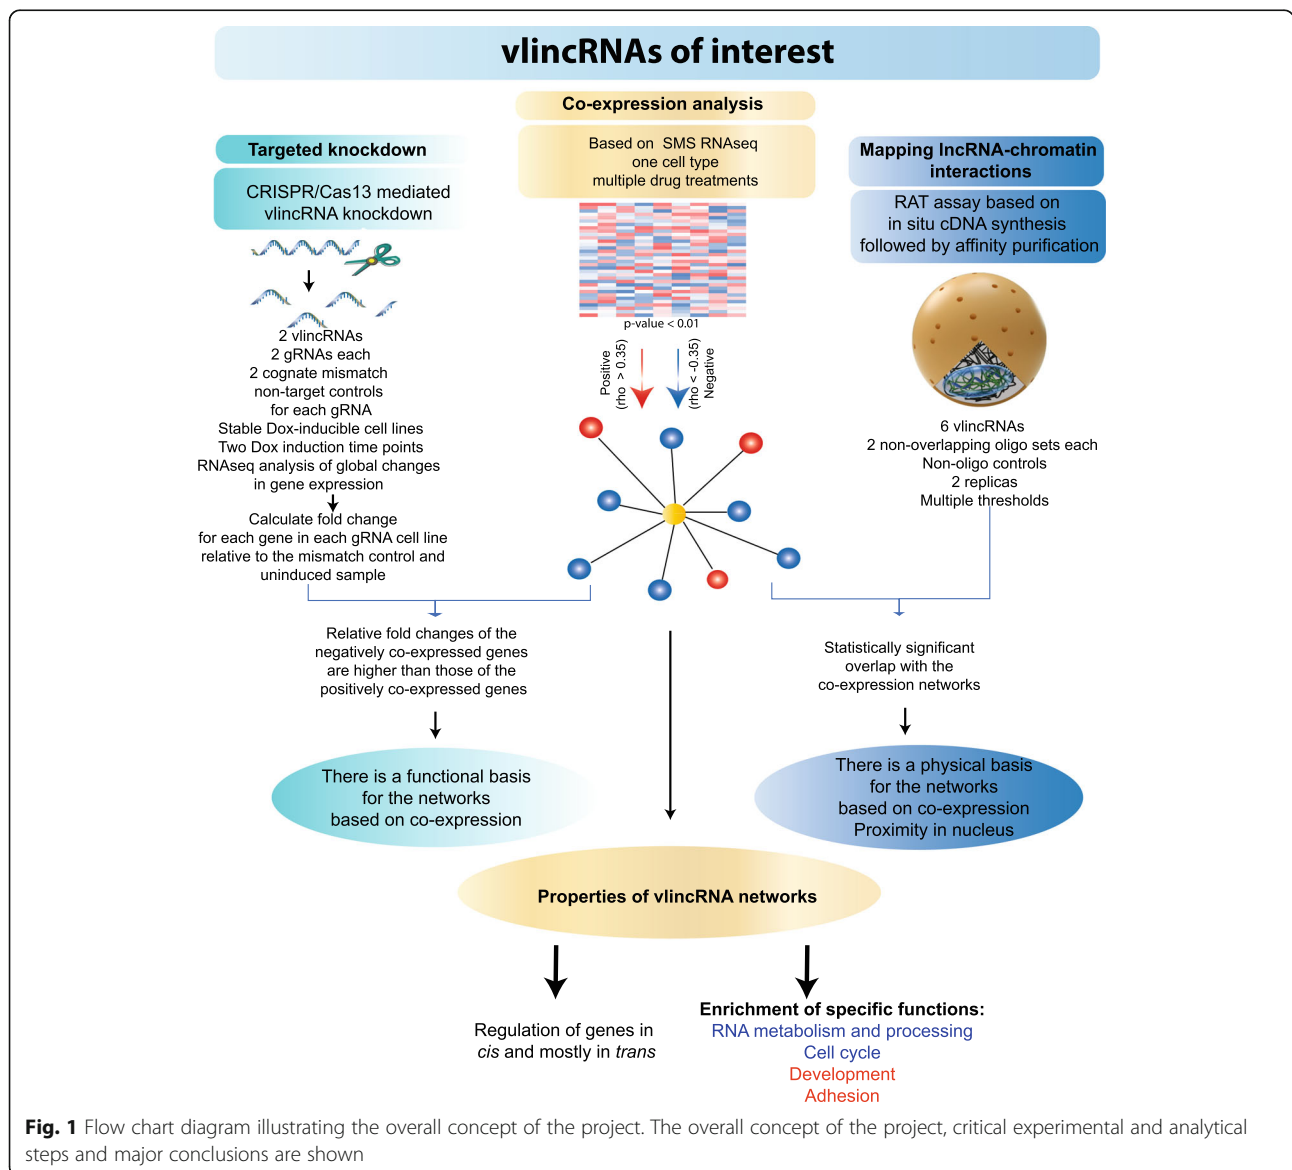 vlincRNAs of interest
Targeted knockdown
CRISPR/Cas13 mediated
vlincRNA knockdown
2 vlincRNAs
2 gRNAs each
2 cognate mismatch
non-target controls
for each gRNA
Stable Dox-inducible cell lines
Two Dox induction time points
RNAseq analysis of global changes
in gene expression
Calculate fold change
for each gene in each gRNA cell line
relative to the mismatch control and
uninduced sample
Co-expression analysis
Based on SMS RNAseq
one cell type
multiple drug treatments
p-value < 0.01
Positive
(rho > 0.35)
(rho < -0.35)
Negative
Mapping lncRNA-chromatin
interactions
RAT assay based on
in situ cDNA synthesis
followed by affinity purification
6 vlincRNAs
2 non-overlapping oligo sets each
Non-oligo controls
2 replicas
Multiple thresholds
Relative fold changes of the
negatively co-expressed genes
are higher than those of the
positively co-expressed genes
Statistically significant
overlap with the
co-expression networks
There is a functional basis
for the networks
based on co-expression
There is a physical basis
for the networks
based on co-expression
Proximity in nucleus
Properties of vlincRNA networks
Regulation of genes in
cis and mostly in trans
Enrichment of specific functions:
RNA metabolism and processing
Cell cycle
Development
Adhesion
Fig. 1 Flow chart diagram illustrating the overall concept of the project. The overall concept of the project, critical experimental and analytical
steps and major conclusions are shown